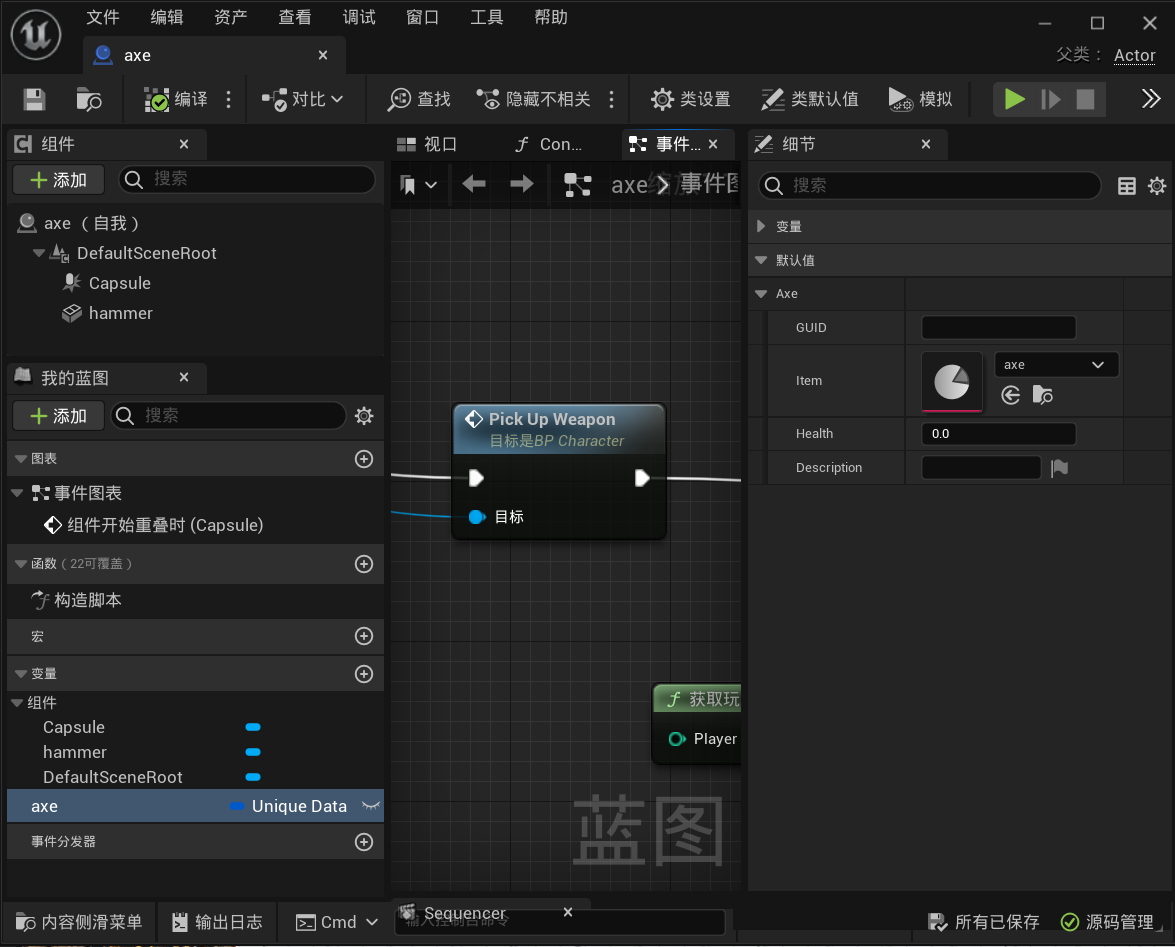 文件 编辑 资产 查看 调试 窗口 工具 帮助
axe
父类： Actor
编译 对比 查找 隐藏不相关 类设置 类默认值 模拟
组件
添加 搜索
axe （自我）
DefaultSceneRoot
Capsule
hammer
我的蓝图
添加 搜索
图表
事件图表
组件开始重叠时 (Capsule)
函数（22可覆盖）
构造脚本
宏
变量
组件
Capsule
hammer
DefaultSceneRoot
axe Unique Data
事件分发器
视口 Con... 事件...
axe 事件图
Pick Up Weapon
目标是BP Character
目标
获取玩
Player
蓝图
细节
搜索
变量
默认值
Axe
GUID
Item axe
Health 0.0
Description
内容侧滑菜单 输出日志 Cmd 输入控制台命令 所有已保存 源码管理
Sequencer